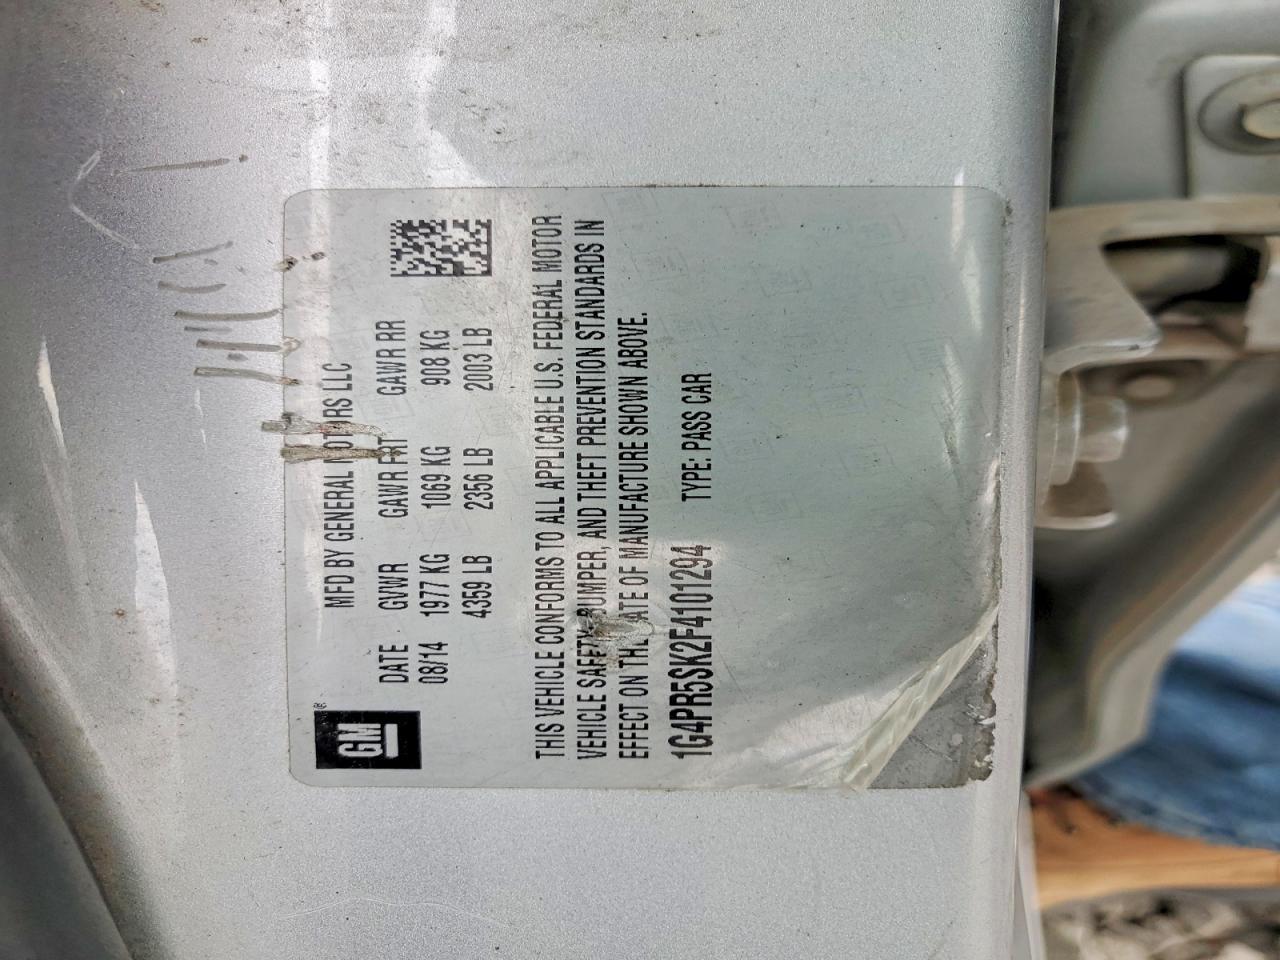 GM ®
MFD BY GENERAL MOTORS LLC
DATE GVWR GAWR FRT GAWR RR
08/14 1977 KG 1069 KG 908 KG
4359 LB 2356 LB 2003 LB
THIS VEHICLE CONFORMS TO ALL APPLICABLE U.S. FEDERAL MOTOR
VEHICLE SAFETY, BUMPER, AND THEFT PREVENTION STANDARDS IN
EFFECT ON THE DATE OF MANUFACTURE SHOWN ABOVE.
1G4PR5SK2F4101294 TYPE: PASS CAR